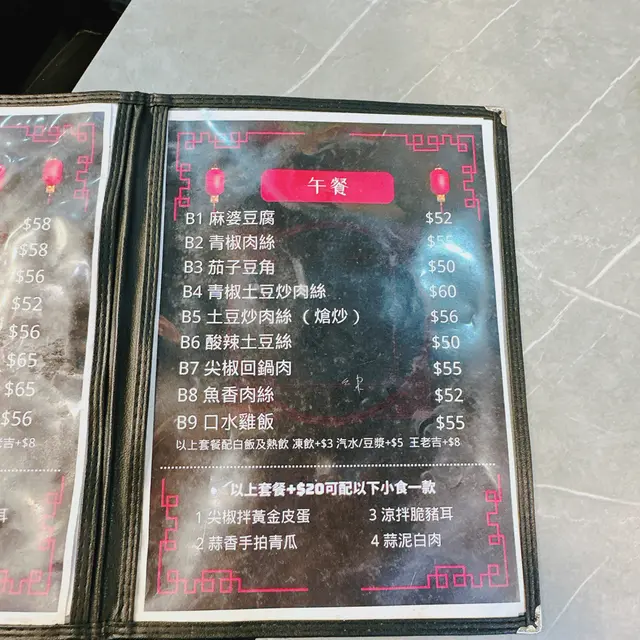 $58
$58
$56
$52
$56
$65
$65
$56
老吉+$8
耳
午餐
B1 麻婆豆腐 $52
B2 青椒肉絲
B3 茄子豆角 $50
B4 青椒土豆炒肉絲 $60
B5 土豆炒肉絲 （熗炒） $56
B6 酸辣土豆絲 $50
B7 尖椒回鍋肉 $55
B8 魚香肉絲 $52
B9 口水雞飯 $55
以上套餐配白飯及熱飲 凍飲+$3 汽水/豆漿+$5 王老吉+$8
以上套餐+$20可配以下小食一款
1 尖椒拌黃金皮蛋 3 涼拌脆豬耳
2 蒜香手拍青瓜 4 蒜泥白肉